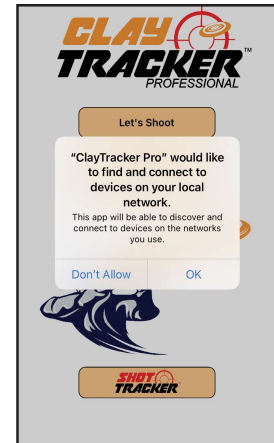 CLAY
TRACKER™
PROFESSIONAL
Let's Shoot
“ClayTracker Pro” would like
to find and connect to
devices on your local
network.
This app will be able to discover and
connect to devices on the networks
you use.
Don't Allow
OK
SHOT
TRACKER